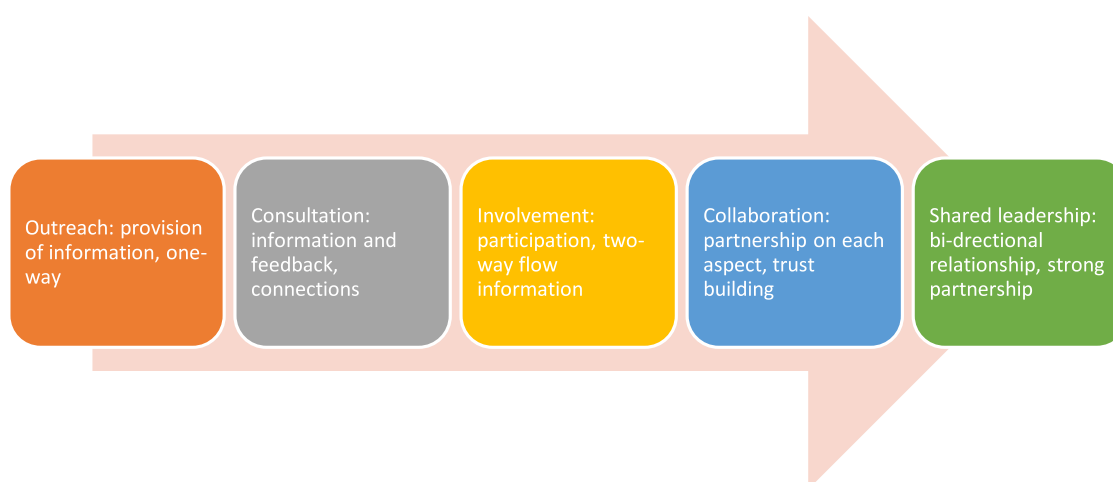 Outreach: provision
of information, one-
way
Consultation:
information and
feedback,
connections
Involvement:
participation, two-
way flow
information
Collaboration:
partnership on each
aspect, trust
building
Shared leadership:
bi-drectional
relationship, strong
partnership